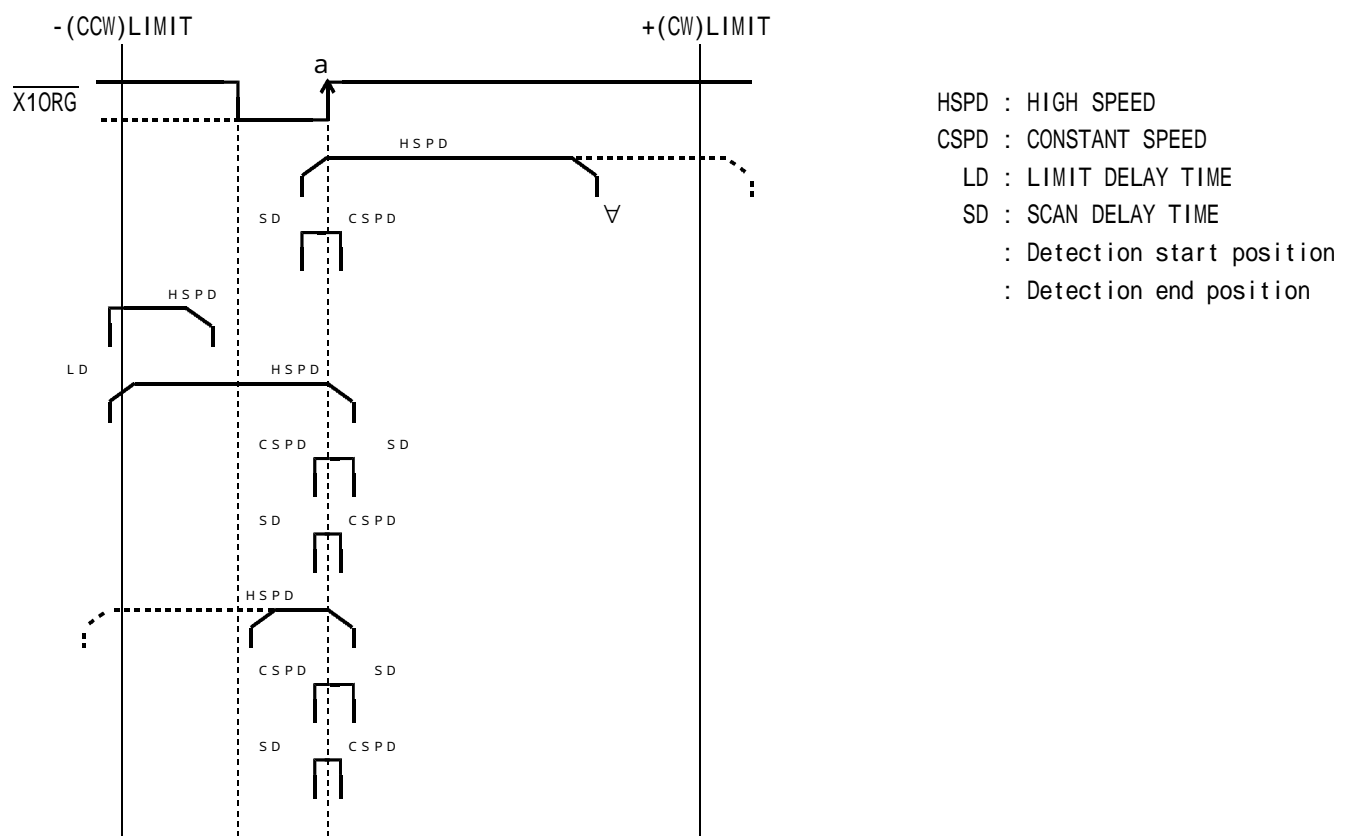 -(CCW)LIMIT +(CW)LIMIT
a
X1ORG
HSPD : HIGH SPEED
CSPD : CONSTANT SPEED
LD : LIMIT DELAY TIME
SD : SCAN DELAY TIME
: Detection start position
: Detection end position
HSPD
∀
SD CSPD
HSPD
LD HSPD
CSPD SD
SD CSPD
HSPD
CSPD SD
SD CSPD